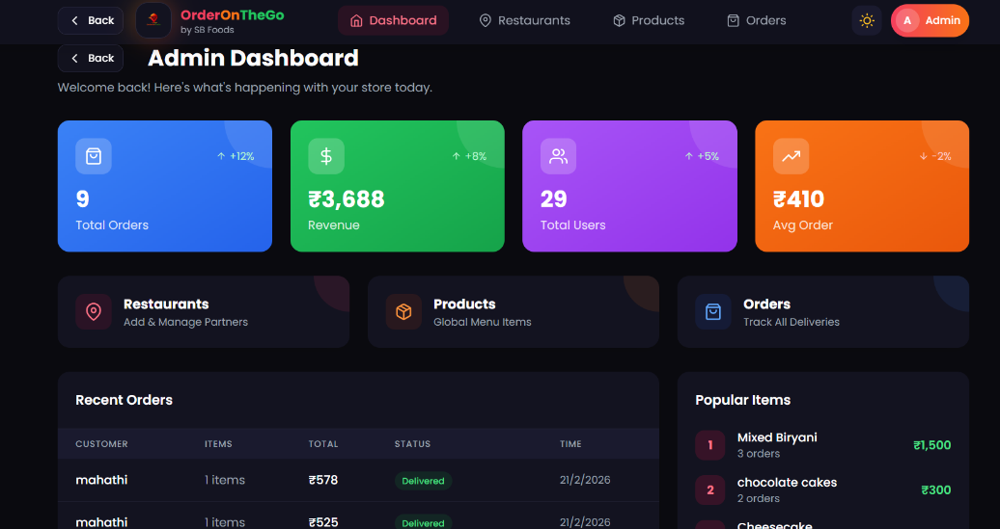 Back
OrderOnTheGo
by SB Foods
Dashboard
Restaurants
Products
Orders
A
Admin
Back
Admin Dashboard
Welcome back! Here's what's happening with your store today.
↑ +12%
9
Total Orders
↑ +8%
₹3,688
Revenue
↑ +5%
29
Total Users
↓ -2%
₹410
Avg Order
Restaurants
Add & Manage Partners
Products
Global Menu Items
Orders
Track All Deliveries
Recent Orders
CUSTOMER ITEMS TOTAL STATUS TIME
mahathi 1 items ₹578 Delivered 21/2/2026
mahathi 1 items ₹525 Delivered 21/2/2026
Popular Items
1
Mixed Biryani
3 orders
₹1,500
2
chocolate cakes
2 orders
₹300
Cheesecake